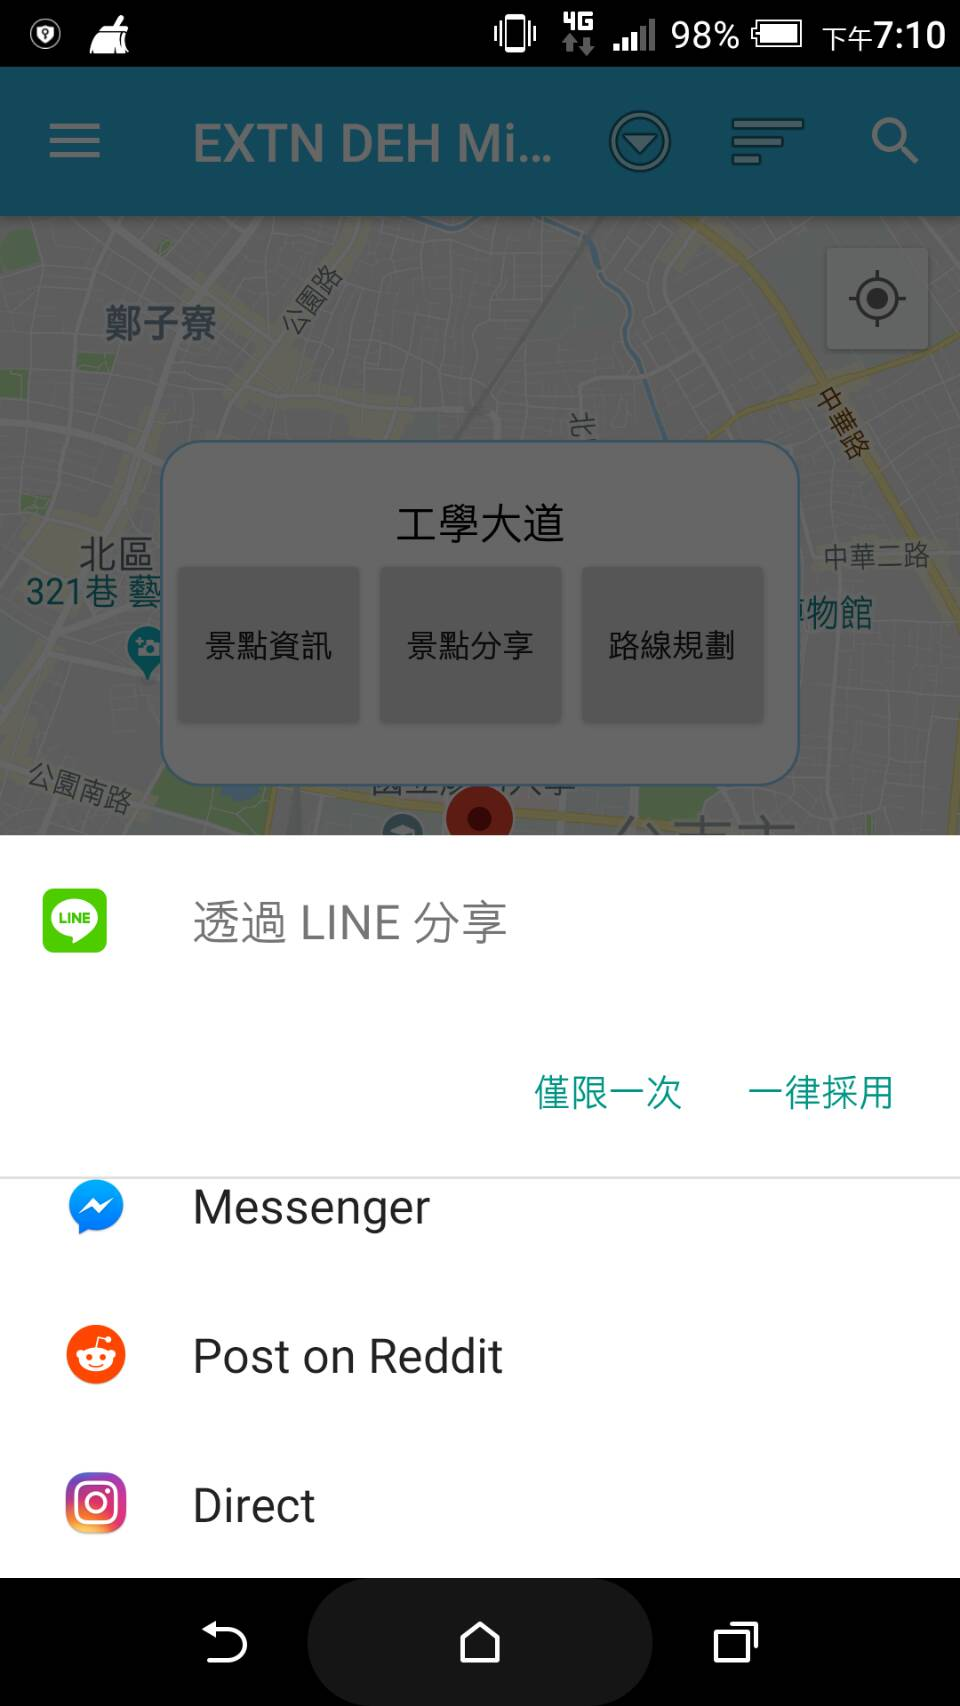 4G 98% 下午7:10
EXTN DEH Mi...
鄭子寮
公園路
中華路
北
北區
中華二路
321巷 藝
物館
工學大道
景點資訊 景點分享 路線規劃
公園南路
LINE 透過 LINE 分享
僅限一次 一律採用
Messenger
Post on Reddit
Direct